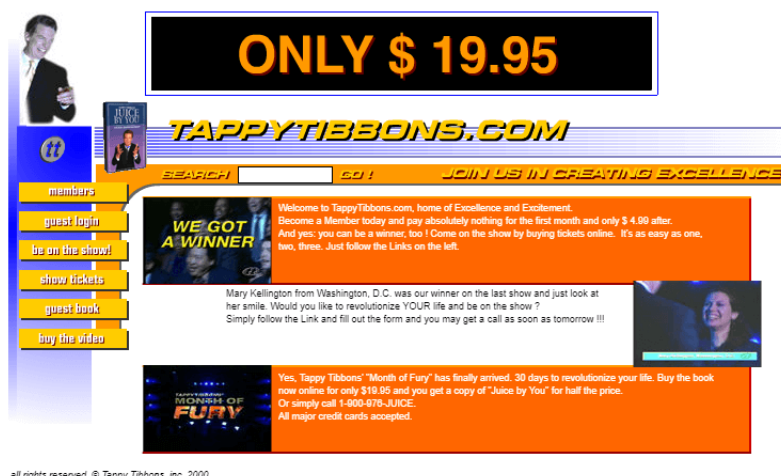 ONLY $ 19.95
JUICE
BY YOU
TAPPYTIBBONS.COM
tt
SEARCH GO !
JOIN US IN CREATING EXCELLENCE
members
guest login
be on the show!
show tickets
guest book
buy the video
WE GOT
A WINNER
Welcome to TappyTibbons.com, home of Excellence and Excitement.
Become a Member today and pay absolutely nothing for the first month and only $ 4.99 after.
And yes: you can be a winner, too ! Come on the show by buying tickets online. It's as easy as one,
two, three. Just follow the Links on the left.
Mary Kellington from Washington, D.C. was our winner on the last show and just look at
her smile. Would you like to revolutionize YOUR life and be on the show ?
Simply follow the Link and fill out the form and you may get a call as soon as tomorrow !!!
TAPPY TIBBONS'
MONTH OF
FURY
Yes, Tappy Tibbons' "Month of Fury" has finally arrived. 30 days to revolutionize your life. Buy the book
now online for only $19.95 and you get a copy of "Juice by You" for half the price.
Or simply call 1-900-976-JUICE.
All major credit cards accepted.
all rights reserved. © Tappy Tibbons, inc. 2000